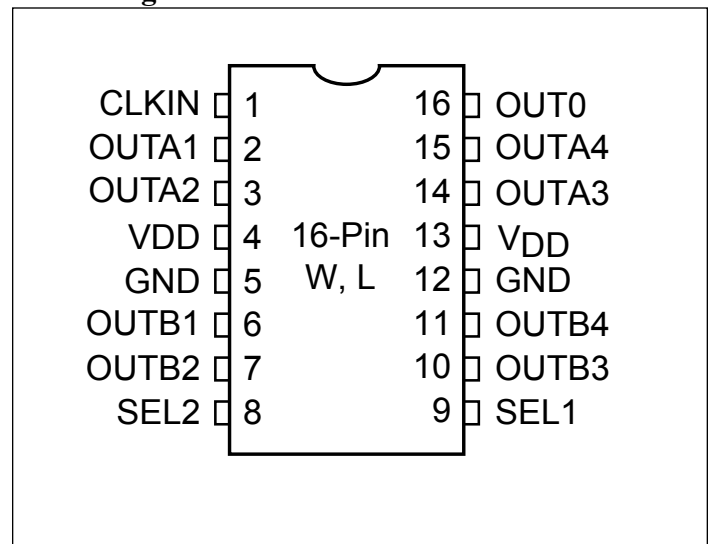 CLKIN 1 16 OUT0
OUTA1 2 15 OUTA4
OUTA2 3 14 OUTA3
VDD 4 16-Pin 13 VDD
GND 5 W, L 12 GND
OUTB1 6 11 OUTB4
OUTB2 7 10 OUTB3
SEL2 8 9 SEL1